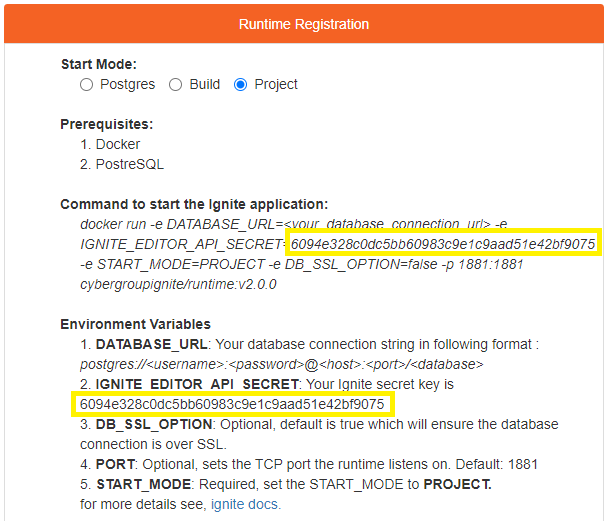 Runtime Registration
Start Mode:
Postgres Build Project
Prerequisites:
1. Docker
2. PostreSQL
Command to start the Ignite application:
docker run -e DATABASE_URL=<your_database_connection_url> -e
IGNITE_EDITOR_API_SECRET=6094e328c0dc5bb60983c9e1c9aad51e42bf9075
-e START_MODE=PROJECT -e DB_SSL_OPTION=false -p 1881:1881
cybergroupignite/runtime:v2.0.0
Environment Variables
1. DATABASE_URL: Your database connection string in following format :
postgres://<username>:<password>@<host>:<port>/<database>
2. IGNITE_EDITOR_API_SECRET: Your Ignite secret key is
6094e328c0dc5bb60983c9e1c9aad51e42bf9075
3. DB_SSL_OPTION: Optional, default is true which will ensure the database
connection is over SSL.
4. PORT: Optional, sets the TCP port the runtime listens on. Default: 1881
5. START_MODE: Required, set the START_MODE to PROJECT.
for more details see, ignite docs.